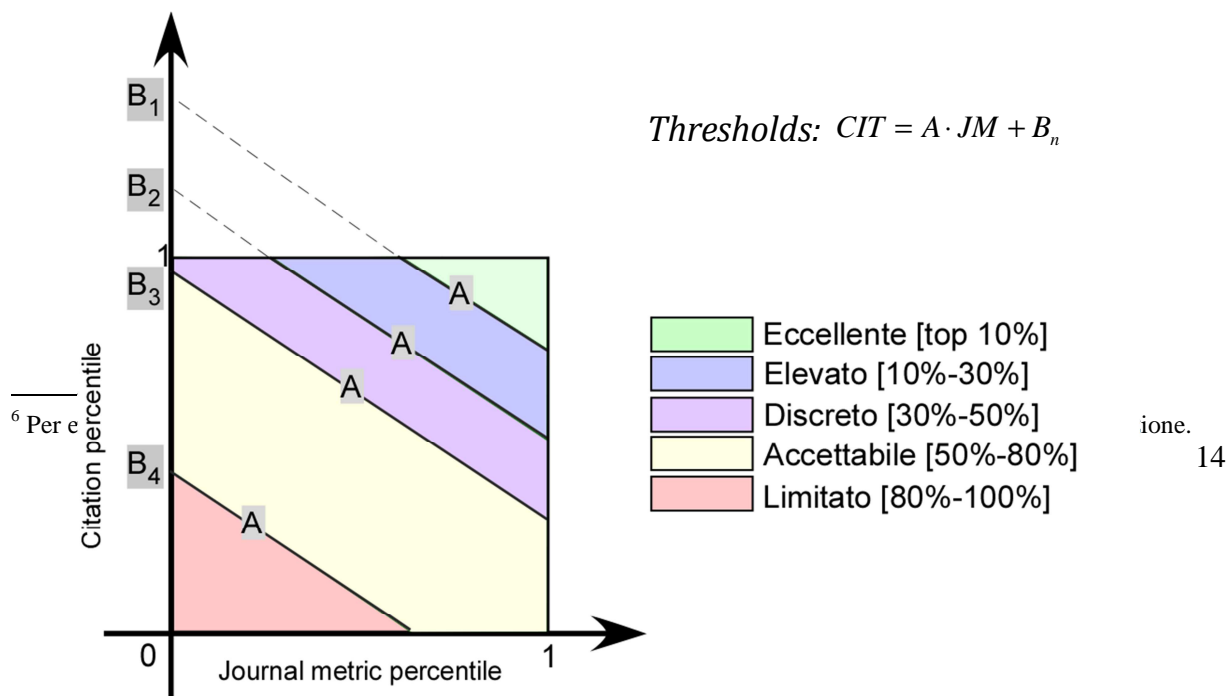 B1
Thresholds: CIT = A · JM + Bn
B2
1
B3
A
A
A
Citation percentile
B4
A
0
Journal metric percentile
1
Eccellente [top 10%]
Elevato [10%-30%]
Discreto [30%-50%]
Accettabile [50%-80%]
Limitato [80%-100%]
6 Per e
ione.
14